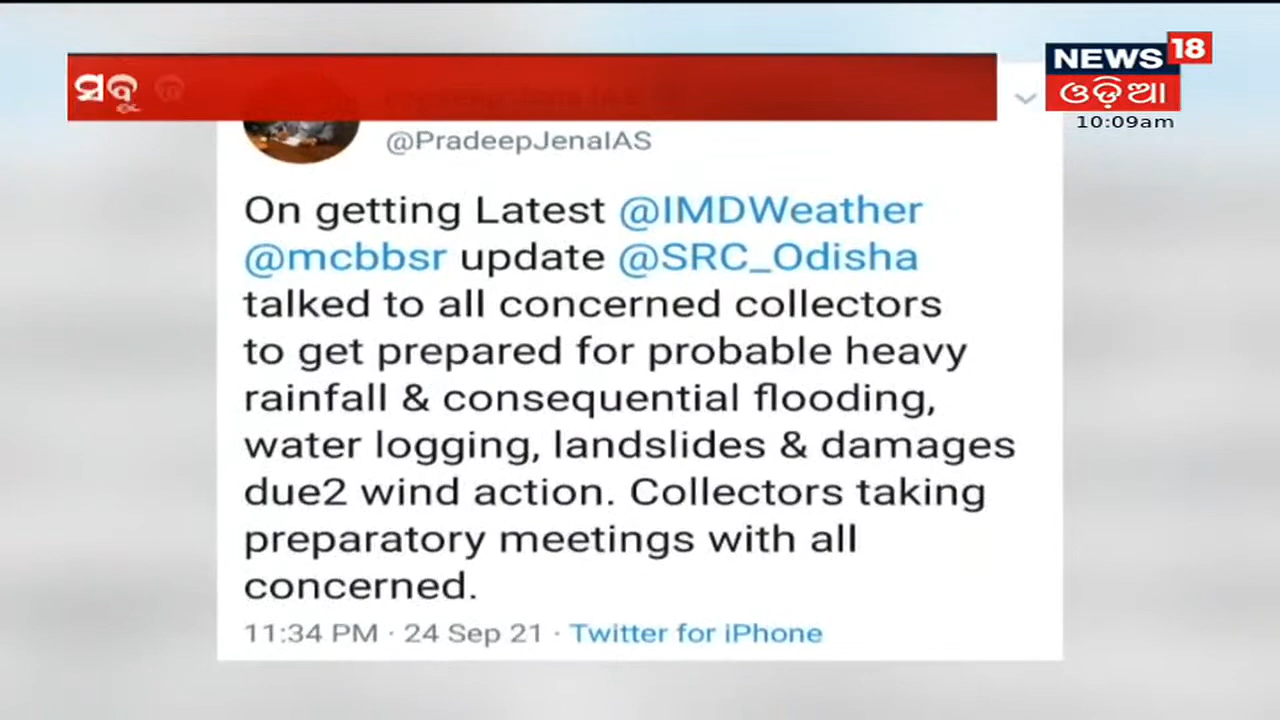 ସବୁ
NEWS 18
ଓଡ଼ିଆ
10:09am
@PradeepJenaIAS
On getting Latest @IMDWeather
@mcbbsr update @SRC_Odisha
talked to all concerned collectors
to get prepared for probable heavy
rainfall & consequential flooding,
water logging, landslides & damages
due2 wind action. Collectors taking
preparatory meetings with all
concerned.
11:34 PM · 24 Sep 21 · Twitter for iPhone